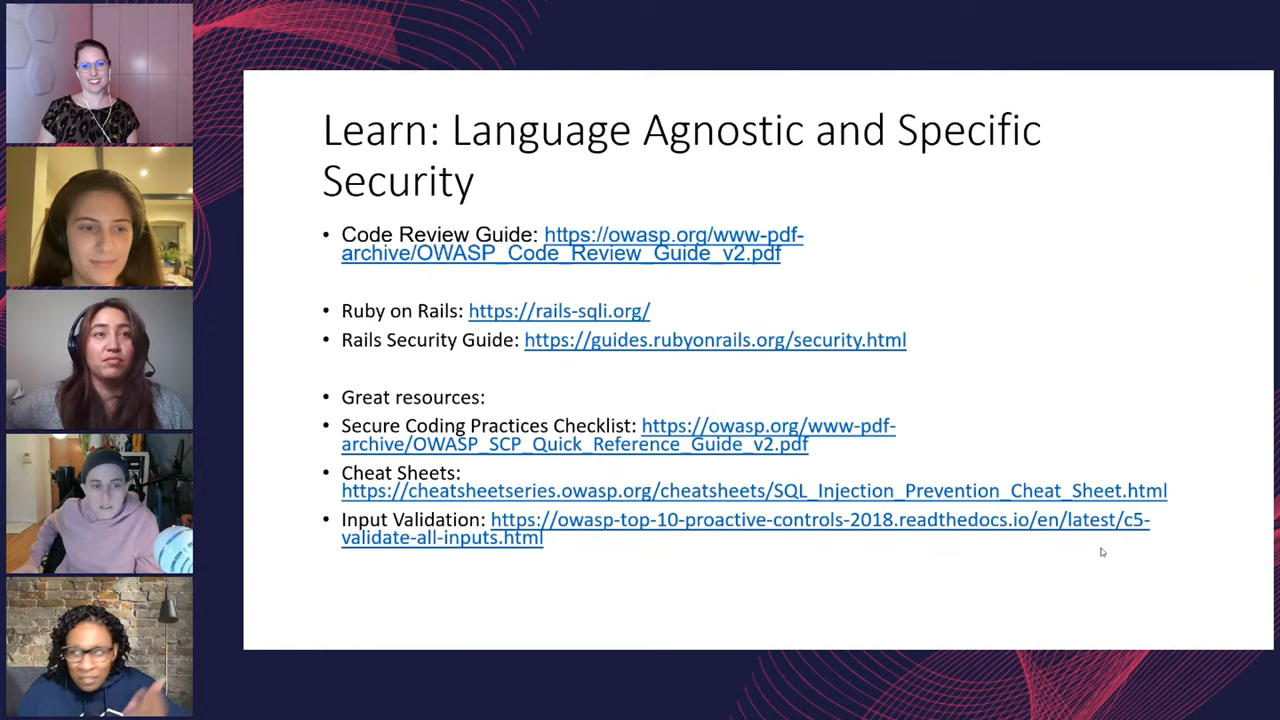 Learn: Language Agnostic and Specific
Security
• Code Review Guide: https://owasp.org/www-pdf-
archive/OWASP_Code_Review_Guide_v2.pdf
• Ruby on Rails: https://rails-sqli.org/
• Rails Security Guide: https://guides.rubyonrails.org/security.html
• Great resources:
• Secure Coding Practices Checklist: https://owasp.org/www-pdf-
archive/OWASP_SCP_Quick_Reference_Guide_v2.pdf
• Cheat Sheets:
https://cheatsheetseries.owasp.org/cheatsheets/SQL_Injection_Prevention_Cheat_Sheet.html
• Input Validation: https://owasp-top-10-proactive-controls-2018.readthedocs.io/en/latest/c5-
validate-all-inputs.html